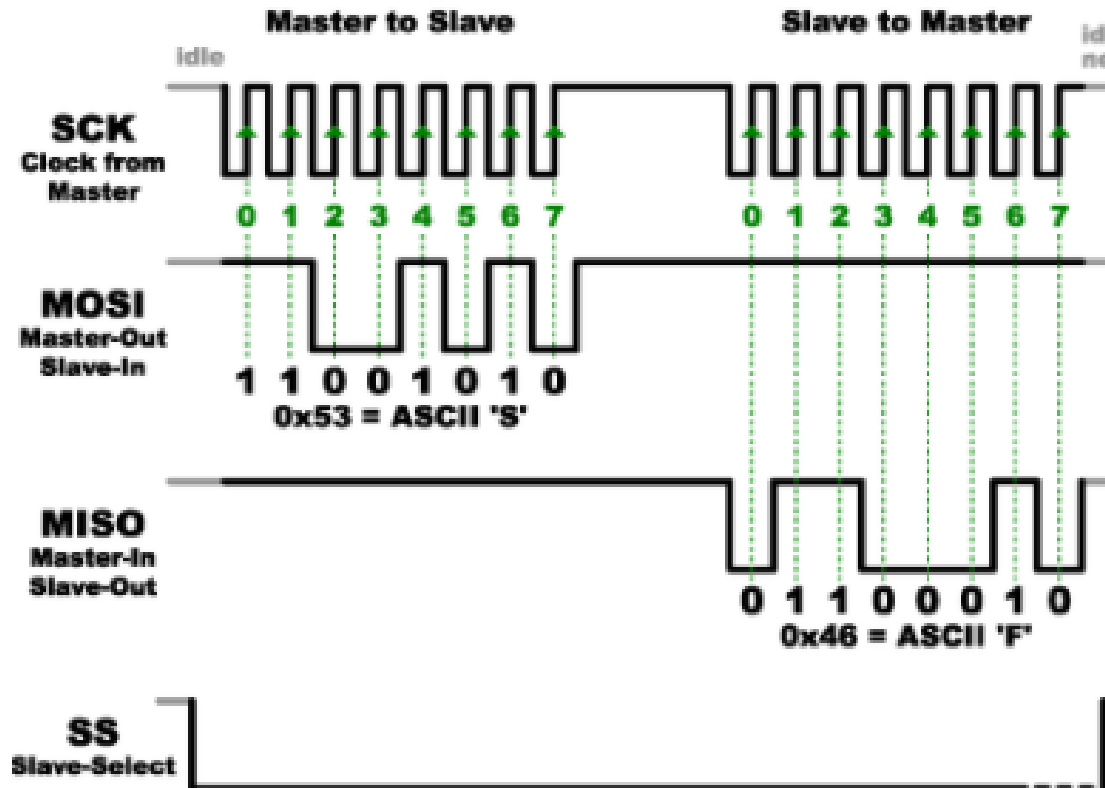 Master to Slave
Slave to Master
idle
SCK
Clock from
Master
0 1 2 3 4 5 6 7
0 1 2 3 4 5 6 7
MOSI
Master-Out
Slave-In
1 1 0 0 1 0 1 0
0x53 = ASCII 'S'
MISO
Master-In
Slave-Out
0 1 1 0 0 0 1 0
0x46 = ASCII 'F'
SS
Slave-Select